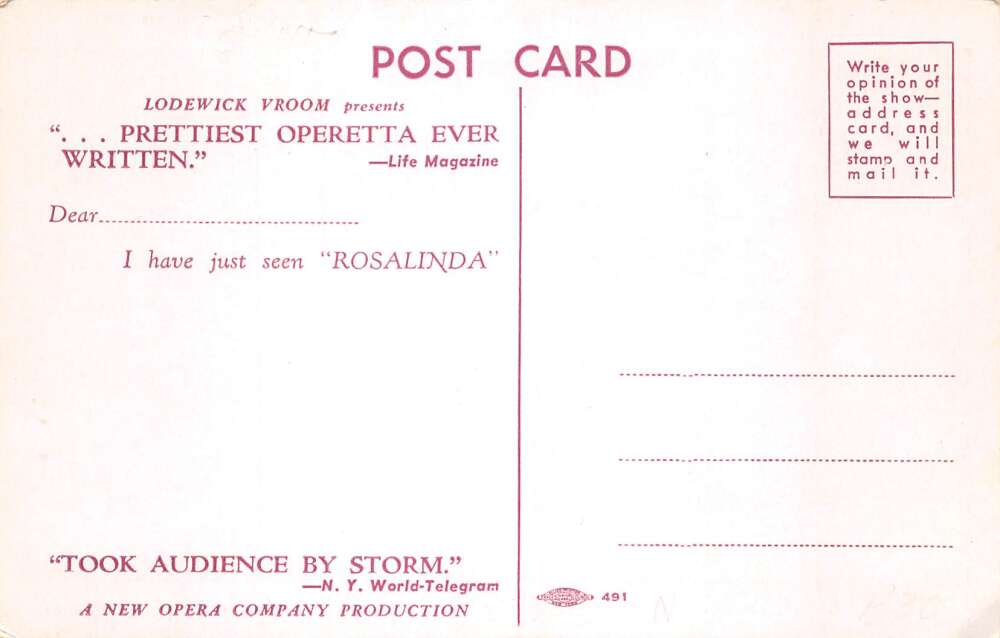 POST CARD
LODEWICK VROOM presents
“. . . PRETTIEST OPERETTA EVER
WRITTEN.”
—Life Magazine
Dear
I have just seen “ROSALINDA”
“TOOK AUDIENCE BY STORM.”
—N. Y. World-Telegram
A NEW OPERA COMPANY PRODUCTION
Write your
opinion of
the show—
address
card, and
we will
stamp and
mail it.
491